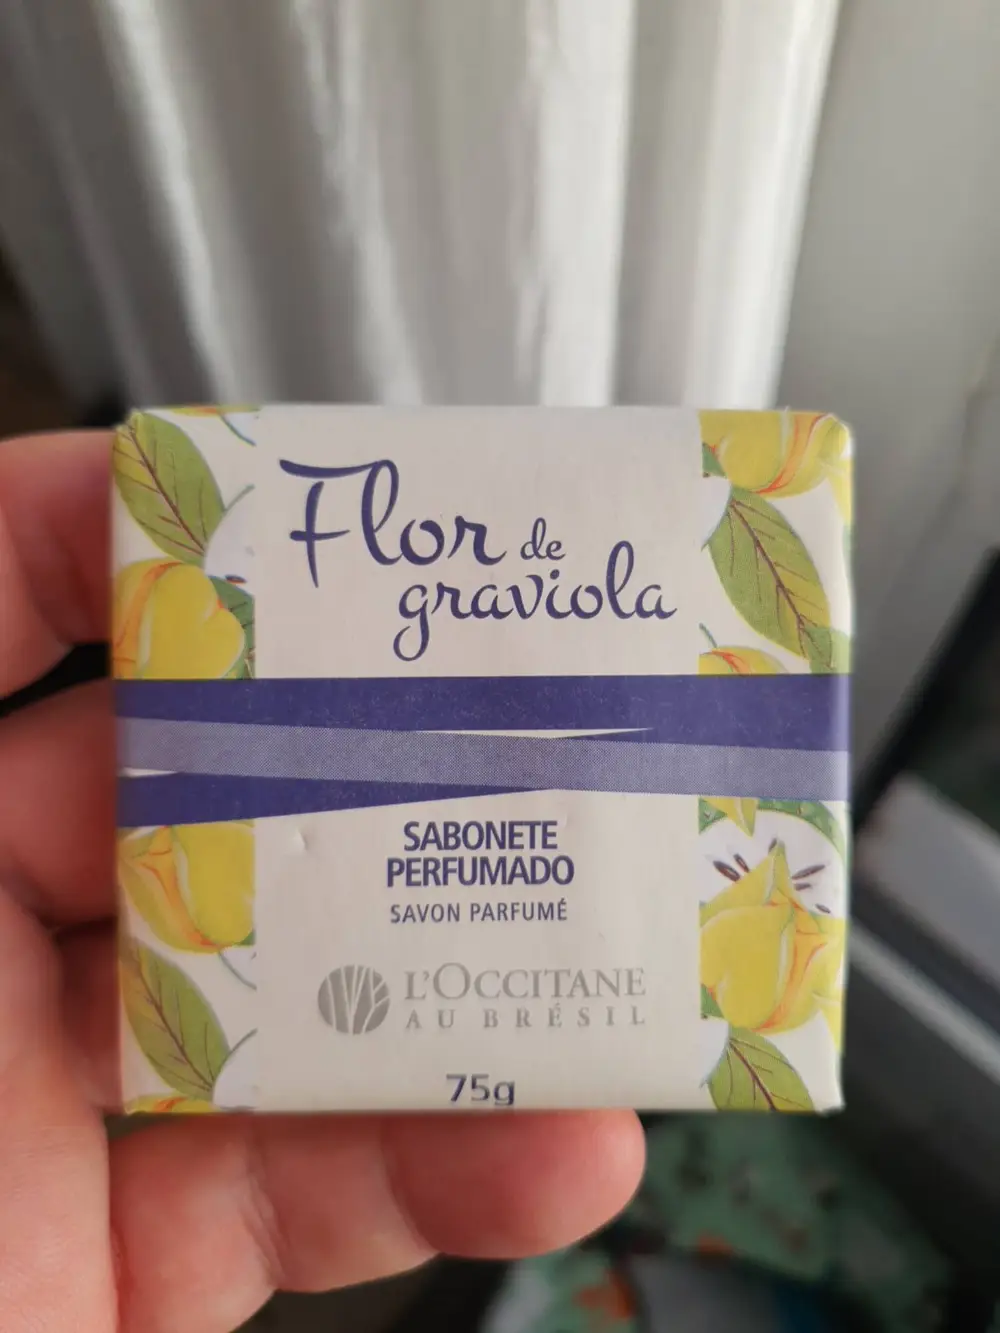 Flor de
graviola
SABONETE
PERFUMADO
SAVON PARFUMÉ
L'OCCITANE
AU BRÉSIL
75g